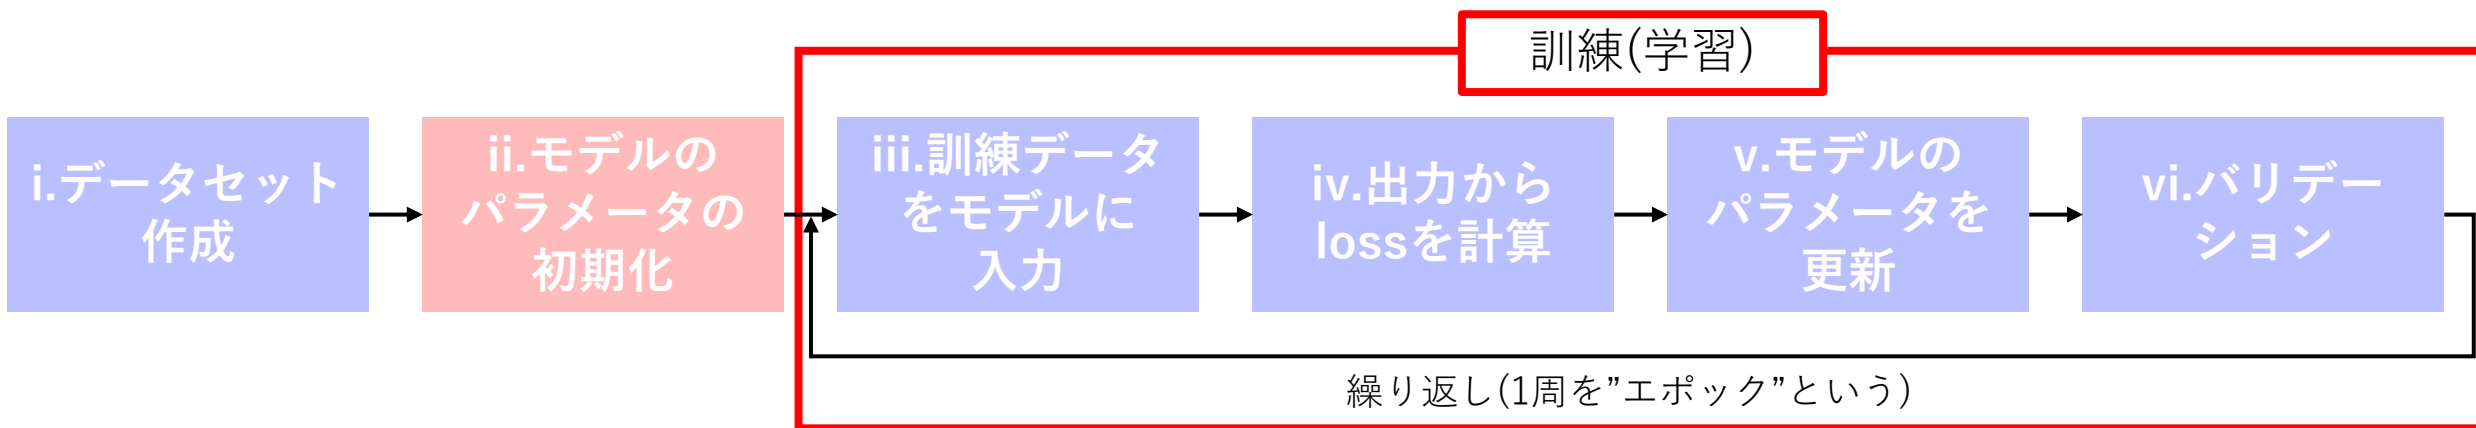 訓練(学習)
i.データセット
作成
ii.モデルの
パラメータの
初期化
iii.訓練データ
をモデルに
入力
iv.出力から
lossを計算
v.モデルの
パラメータを
更新
vi.バリデー
ション
繰り返し(1周を”エポック”という)